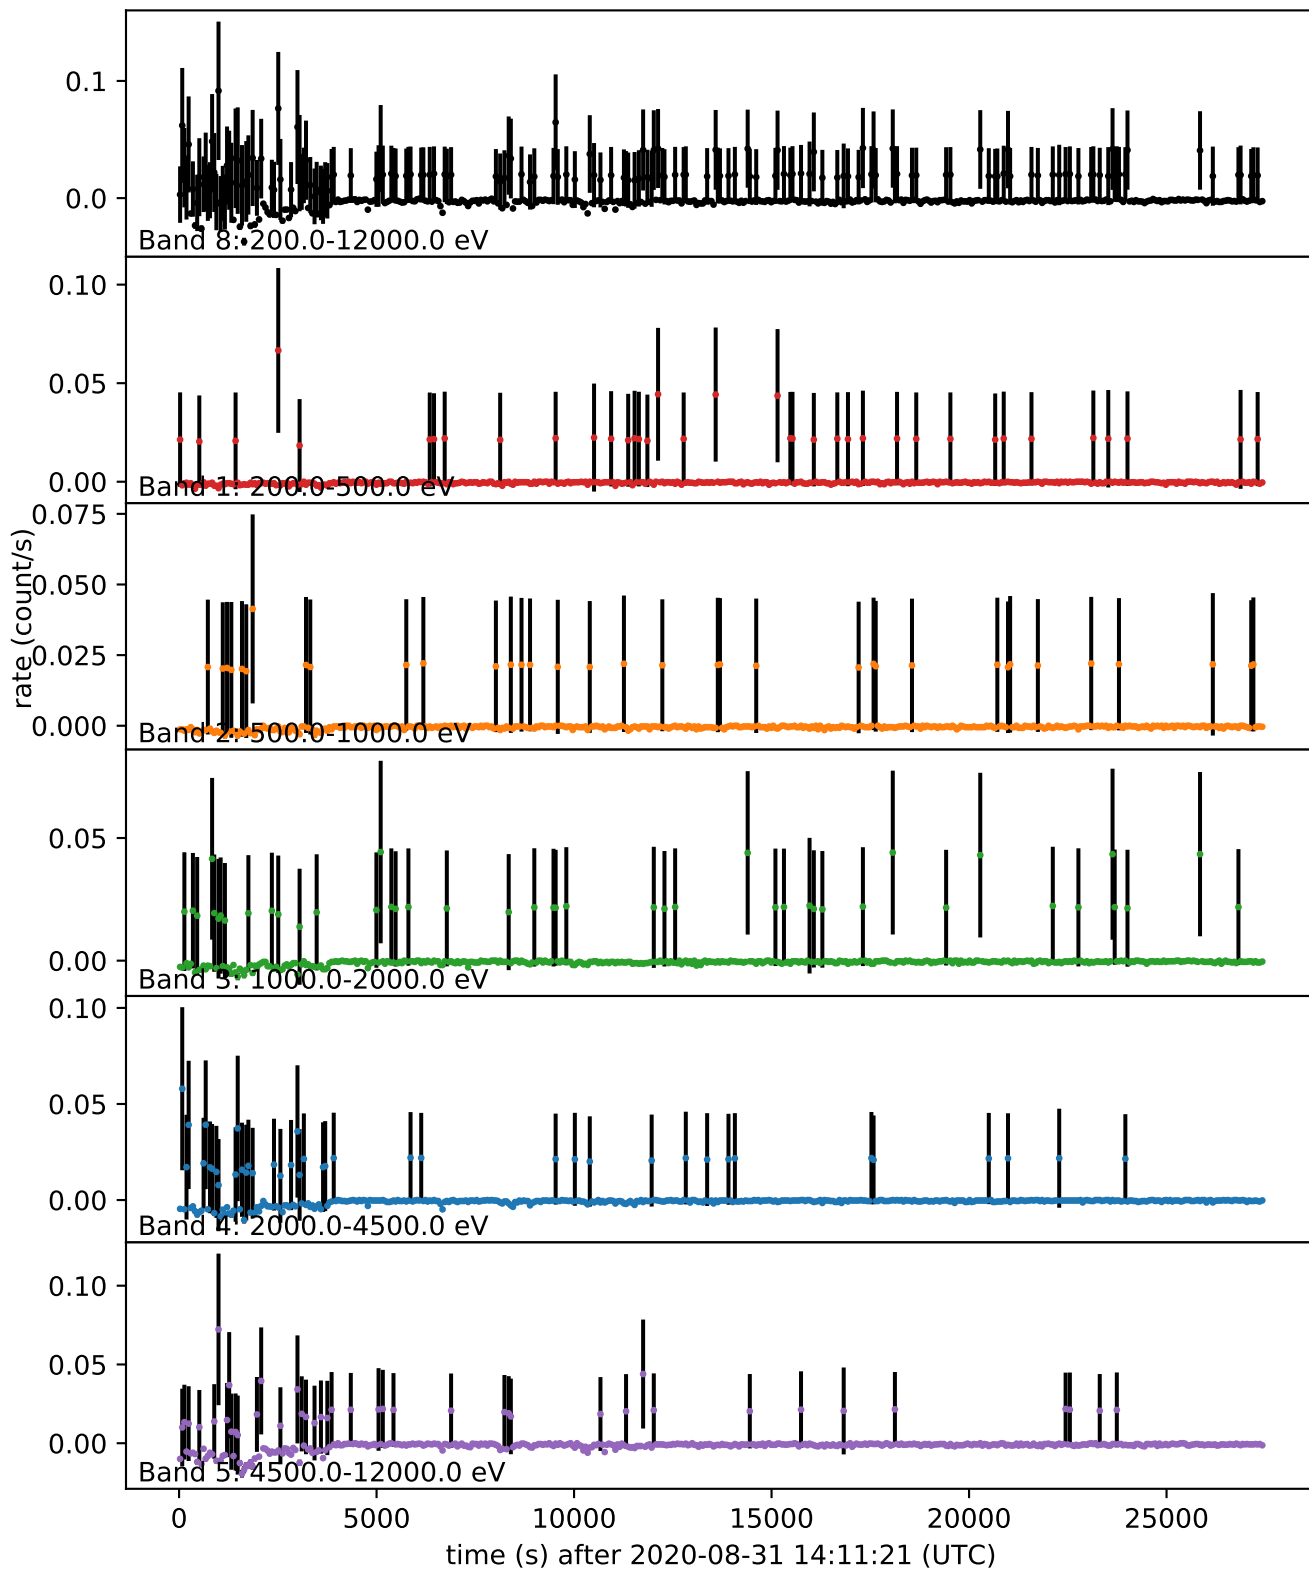 0.1
0.0
Band 8: 200.0-12000.0 eV
0.10
0.05
0.00
Band 1: 200.0-500.0 eV
0.075
0.050
0.025
0.000
rate (count/s)
Band 2: 500.0-1000.0 eV
0.05
0.00
Band 3: 1000.0-2000.0 eV
0.10
0.05
0.00
Band 4: 2000.0-4500.0 eV
0.10
0.05
0.00
Band 5: 4500.0-12000.0 eV
0 5000 10000 15000 20000 25000
time (s) after 2020-08-31 14:11:21 (UTC)